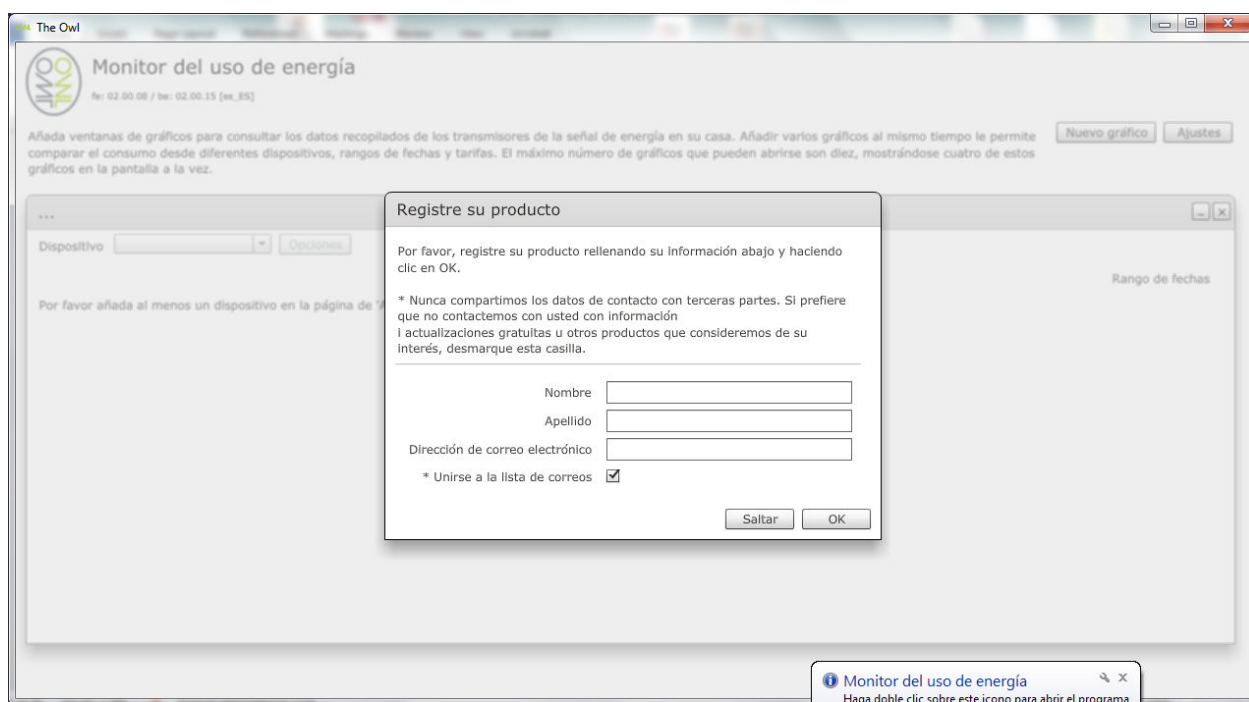 The Owl
Monitor del uso de energía
fe: 02.00.08 / be: 02.00.15 [es_ES]
Añada ventanas de gráficos para consultar los datos recopilados de los transmisores de la señal de energía en su casa. Añadir varios gráficos al mismo tiempo le permite
comparar el consumo desde diferentes dispositivos, rangos de fechas y tarifas. El máximo número de gráficos que pueden abrirse son diez, mostrándose cuatro de estos
gráficos en la pantalla a la vez.
Nuevo gráfico
Ajustes
...
Dispositivo
Opciones
Rango de fechas
Por favor añada al menos un dispositivo en la página de
Registre su producto
Por favor, registre su producto rellenando su información abajo y haciendo
clic en OK.
* Nunca compartimos los datos de contacto con terceras partes. Si prefiere
que no contactemos con usted con información
i actualizaciones gratuitas u otros productos que consideremos de su
interés, desmarque esta casilla.
Nombre
Apellido
Dirección de correo electrónico
* Unirse a la lista de correos
Saltar
OK
Monitor del uso de energía
Haga doble clic sobre este icono para abrir el programa